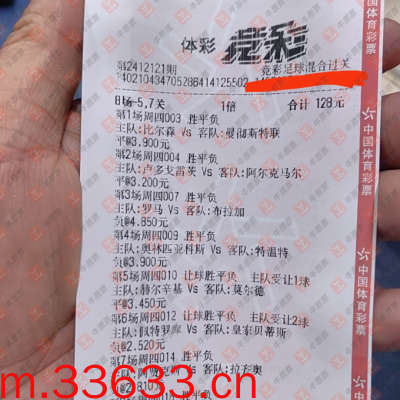 体彩 竞彩
第2412121期 竞彩足球混合过关
8场-5,7关 1倍 合计 128元
第1场周四003 胜平负
主队:比尔森 Vs 客队:曼彻斯特联
平@3.900元
第2场周四004 胜平负
主队:卢多戈雷茨 Vs 客队:阿尔克马尔
平@3.200元
第3场周四007 胜平负
主队:罗马 Vs 客队:布拉加
负@4.850元
第4场周四009 胜平负
主队:奥林匹亚科斯 Vs 客队:特温特
负@3.900元
第5场周四010 让球胜平负 主队受让1球
主队:赫尔辛基 Vs 客队:莫尔德
平@3.450元
第6场周四012 让球胜平负 主队受让2球
主队:佩特罗库 Vs 客队:皇家贝蒂斯
负@2.520元
第7场周四014 胜平负
m.33633.cn
中国体育彩票
中国体育彩票